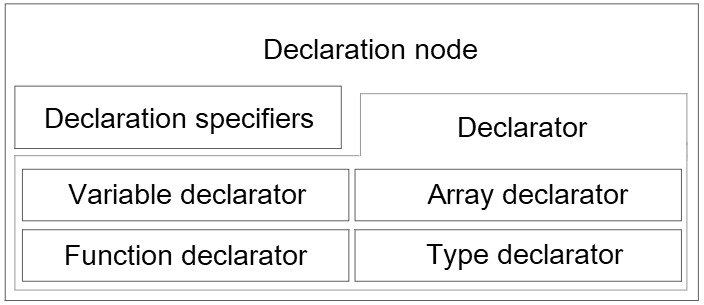 Declaration node
Declaration specifiers
Declarator
Variable declarator
Array declarator
Function declarator
Type declarator